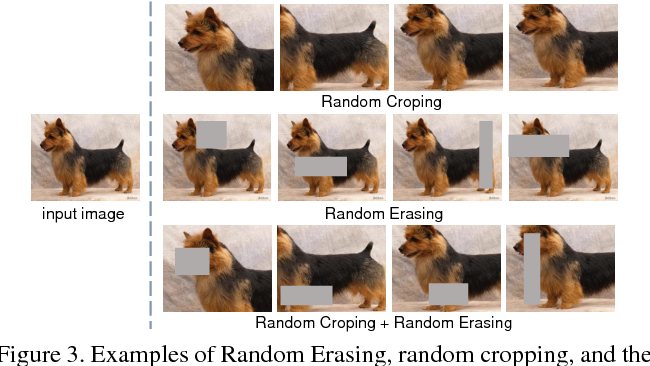 Random Croping
input image
Random Erasing
Random Croping + Random Erasing
Figure 3. Examples of Random Erasing, random cropping, and the